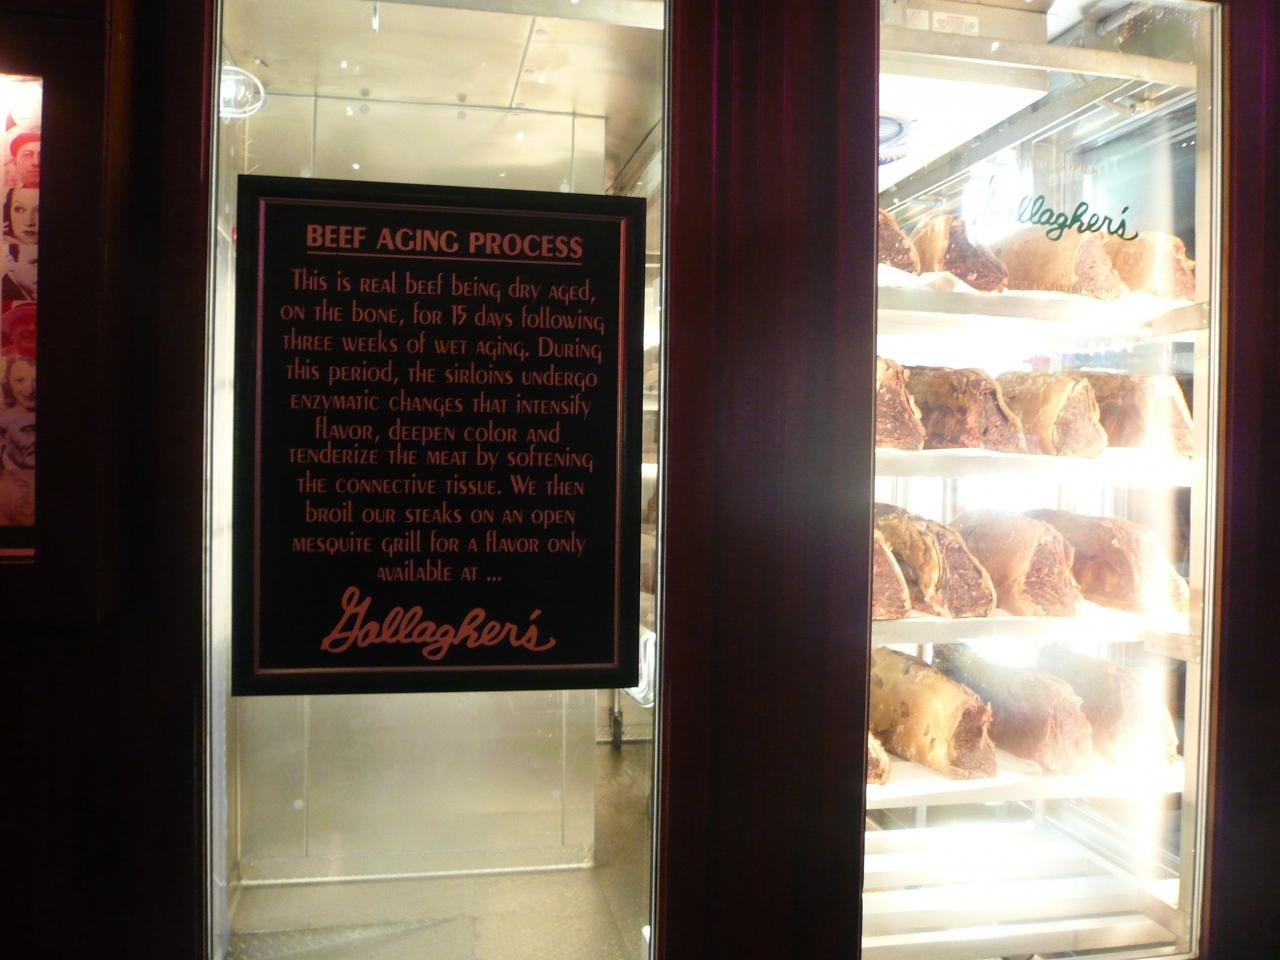 BEEF AGING PROCESS
This is real beef being dry aged,
on the bone, for 15 days following
three weeks of wet aging. During
this period, the sirloins undergo
enzymatic changes that intensify
flavor, deepen color and
tenderize the meat by softening
the connective tissue. We then
broil our steaks on an open
mesquite grill for a flavor only
available at ...
Gallagher's
Gallagher's